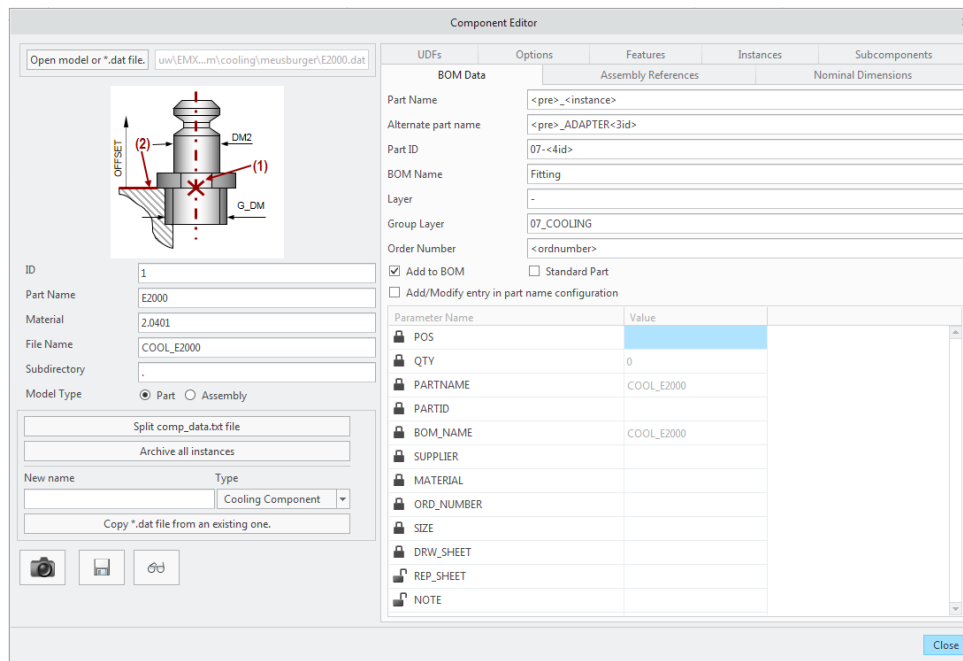 Component Editor
Open model or *.dat file.
uw\EMX...m\cooling\meusburger\E2000.dat
OFFSET
(2)
DM2
(1)
G_DM
ID
1
Part Name
E2000
Material
2.0401
File Name
COOL_E2000
Subdirectory
.
Model Type
Part
Assembly
Split comp_data.txt file
Archive all instances
New name
Type
Cooling Component
Copy *.dat file from an existing one.
UDFs
Options
Features
Instances
Subcomponents
BOM Data
Assembly References
Nominal Dimensions
Part Name
<pre>_<instance>
Alternate part name
<pre>_ADAPTER<3id>
Part ID
07-<4id>
BOM Name
Fitting
Layer
-
Group Layer
07_COOLING
Order Number
<ordnumber>
Add to BOM
Standard Part
Add/Modify entry in part name configuration
Parameter Name
Value
POS
QTY
0
PARTNAME
COOL_E2000
PARTID
BOM_NAME
COOL_E2000
SUPPLIER
MATERIAL
ORD_NUMBER
SIZE
DRW_SHEET
REP_SHEET
NOTE
Close